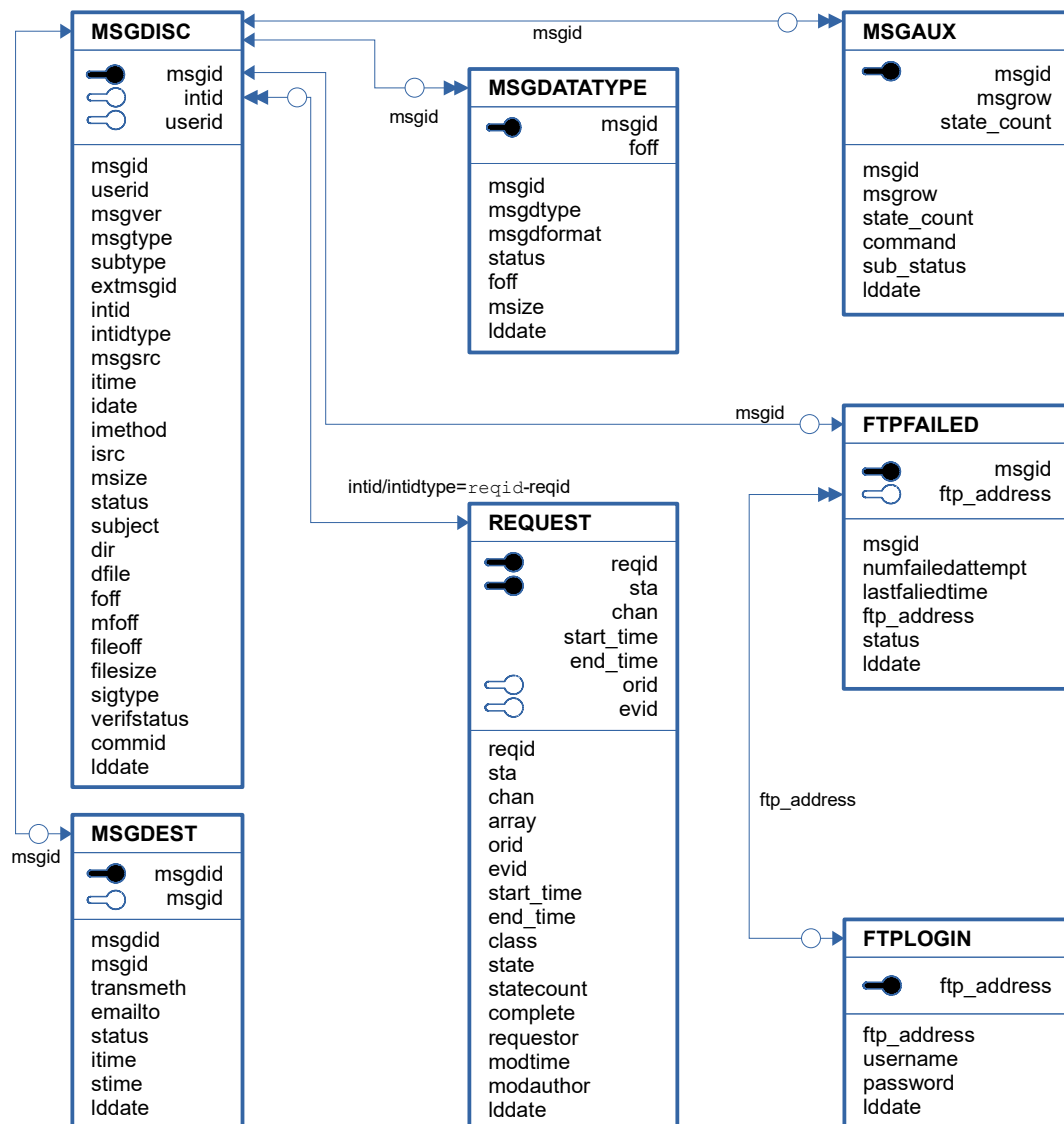 MSGDISC
msgid
intid
userid
msgid
userid
msgver
msgtype
subtype
extmsgid
intid
intidtype
msgsrc
itime
idate
imethod
isrc
msize
status
subject
dir
dfile
foff
mfoff
fileoff
filesize
sigtype
verifstatus
commid
lddate
msgid
MSGDEST
msgdid
msgid
msgdid
msgid
transmeth
emailto
status
itime
stime
lddate
msgid
msgid
MSGDATATYPE
msgid
foff
msgid
msgdtype
msgdformat
status
foff
msize
lddate
intid/intidtype=reqid-reqid
REQUEST
reqid
sta
chan
start_time
end_time
orid
evid
reqid
sta
chan
array
orid
evid
start_time
end_time
class
state
statecount
complete
requestor
modtime
modauthor
lddate
MSGAUX
msgid
msgrow
state_count
msgid
msgrow
state_count
command
sub_status
lddate
msgid
FTPFAILED
msgid
ftp_address
msgid
numfailedattempt
lastfaliedtime
ftp_address
status
lddate
ftp_address
FTPLOGIN
ftp_address
ftp_address
username
password
lddate